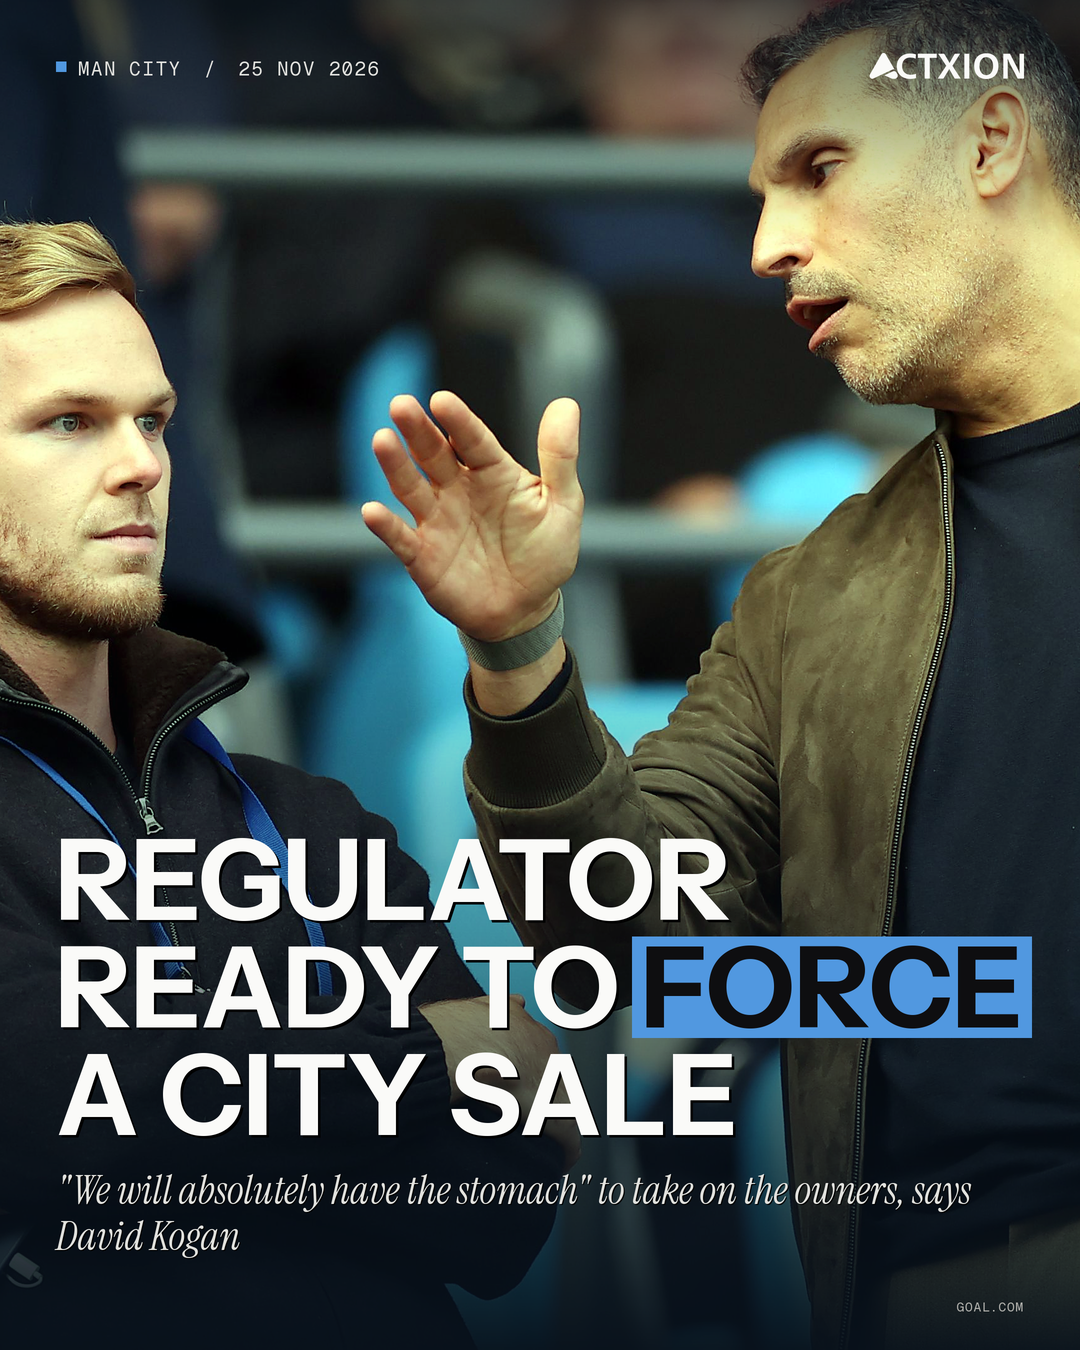 MAN CITY / 25 NOV 2026
ACTXION
REGULATOR
READY TO FORCE
A CITY SALE
"We will absolutely have the stomach" to take on the owners, says
David Kogan
GOAL.COM